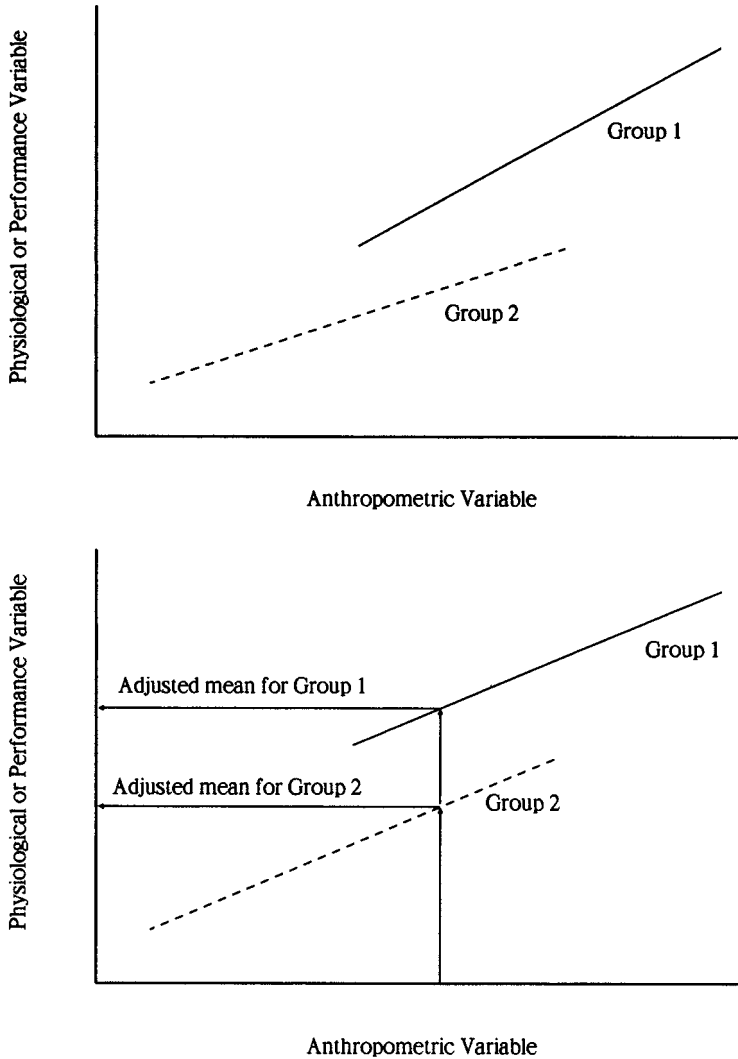 Physiological or Performance Variable
Group 1
Group 2
Anthropometric Variable
Physiological or Performance Variable
Group 1
Adjusted mean for Group 1
Adjusted mean for Group 2
Group 2
Anthropometric Variable